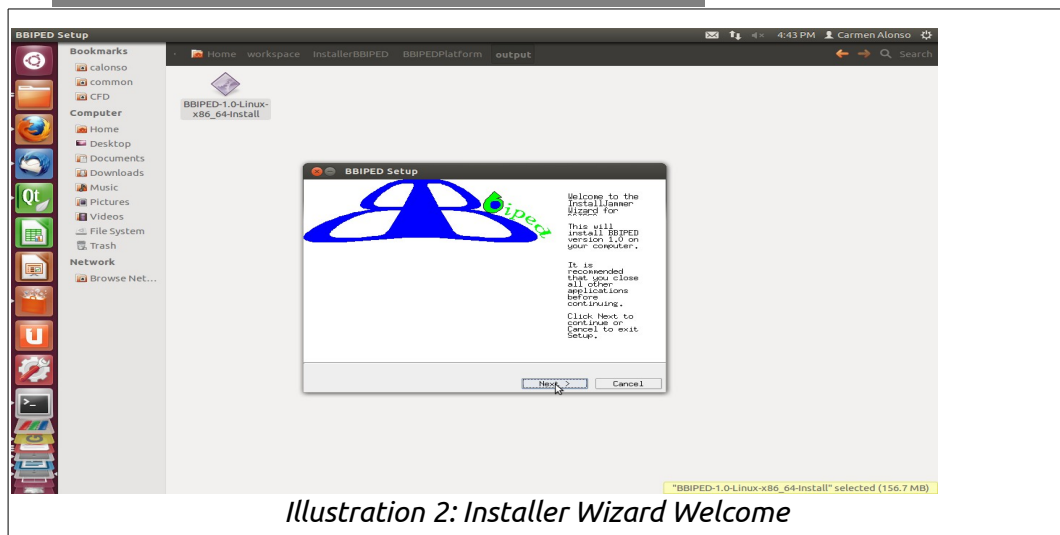 BBIPED Setup
4:43 PM Carmen Alonso
Bookmarks
calonso
common
CFD
Computer
Home
Desktop
Documents
Downloads
Music
Pictures
Videos
File System
Trash
Network
Browse Net...
Home workspace InstallerBBIPED BBIPEDPlatform output
Search
BBIPED-1.0-Linux-
x86_64-Install
BBIPED Setup
biped
Welcome to the
InstallJammer
Wizard for
This will
install BBIPED
version 1.0 on
your computer.
It is
recommended
that you close
all other
applications
before
continuing.
Click Next to
continue or
Cancel to exit
Setup.
Next >
Cancel
Qt
"BBIPED-1.0-Linux-x86_64-Install" selected (156.7 MB)
Illustration 2: Installer Wizard Welcome